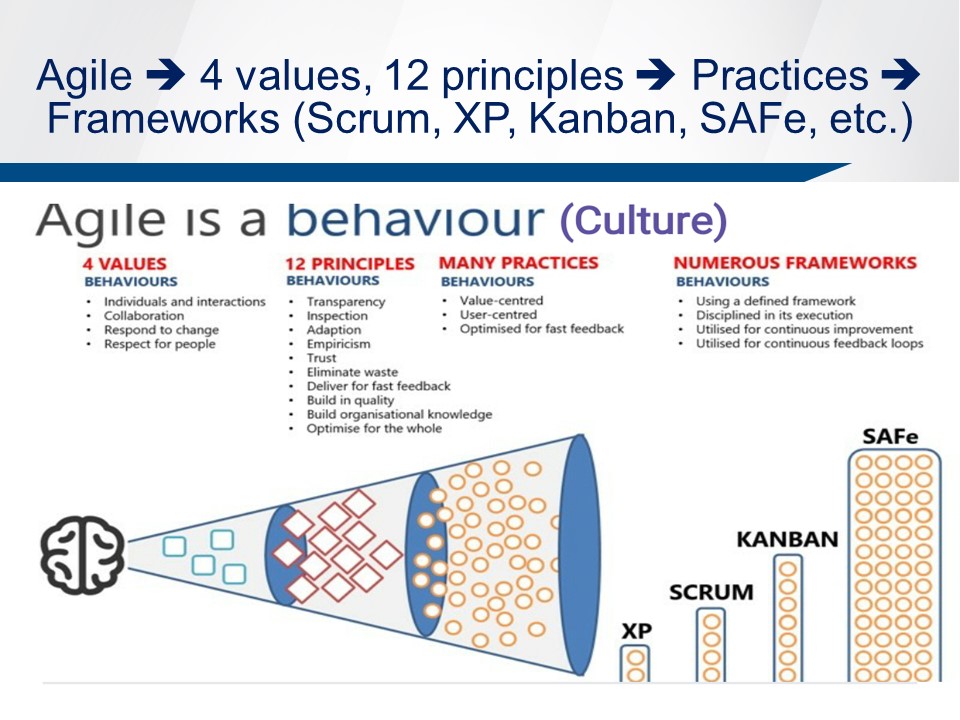 Agile ➔ 4 values, 12 principles ➔ Practices ➔
Frameworks (Scrum, XP, Kanban, SAFe, etc.)
Agile is a behaviour (Culture)
4 VALUES
BEHAVIOURS
• Individuals and interactions
• Collaboration
• Respond to change
• Respect for people
12 PRINCIPLES
BEHAVIOURS
• Transparency
• Inspection
• Adaption
• Empiricism
• Trust
• Eliminate waste
• Deliver for fast feedback
• Build in quality
• Build organisational knowledge
• Optimise for the whole
MANY PRACTICES
BEHAVIOURS
• Value-centred
• User-centred
• Optimised for fast feedback
NUMEROUS FRAMEWORKS
BEHAVIOURS
• Using a defined framework
• Disciplined in its execution
• Utilised for continuous improvement
• Utilised for continuous feedback loops
XP
SCRUM
KANBAN
SAFe